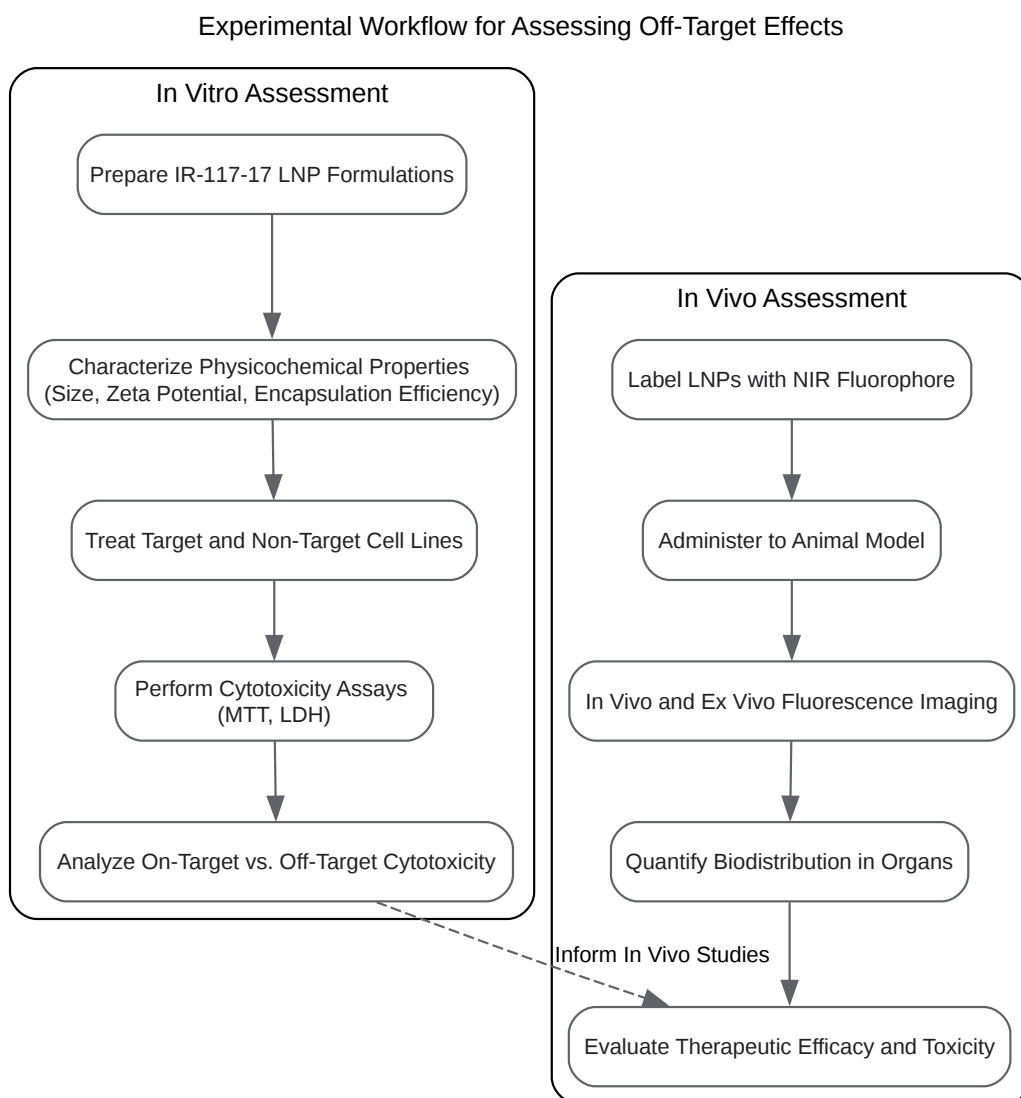 Experimental Workflow for Assessing Off-Target Effects
In Vitro Assessment
Prepare IR-117-17 LNP Formulations
Characterize Physicochemical Properties
(Size, Zeta Potential, Encapsulation Efficiency)
Treat Target and Non-Target Cell Lines
Perform Cytotoxicity Assays
(MTT, LDH)
Analyze On-Target vs. Off-Target Cytotoxicity
Inform In Vivo Studies
In Vivo Assessment
Label LNPs with NIR Fluorophore
Administer to Animal Model
In Vivo and Ex Vivo Fluorescence Imaging
Quantify Biodistribution in Organs
Evaluate Therapeutic Efficacy and Toxicity